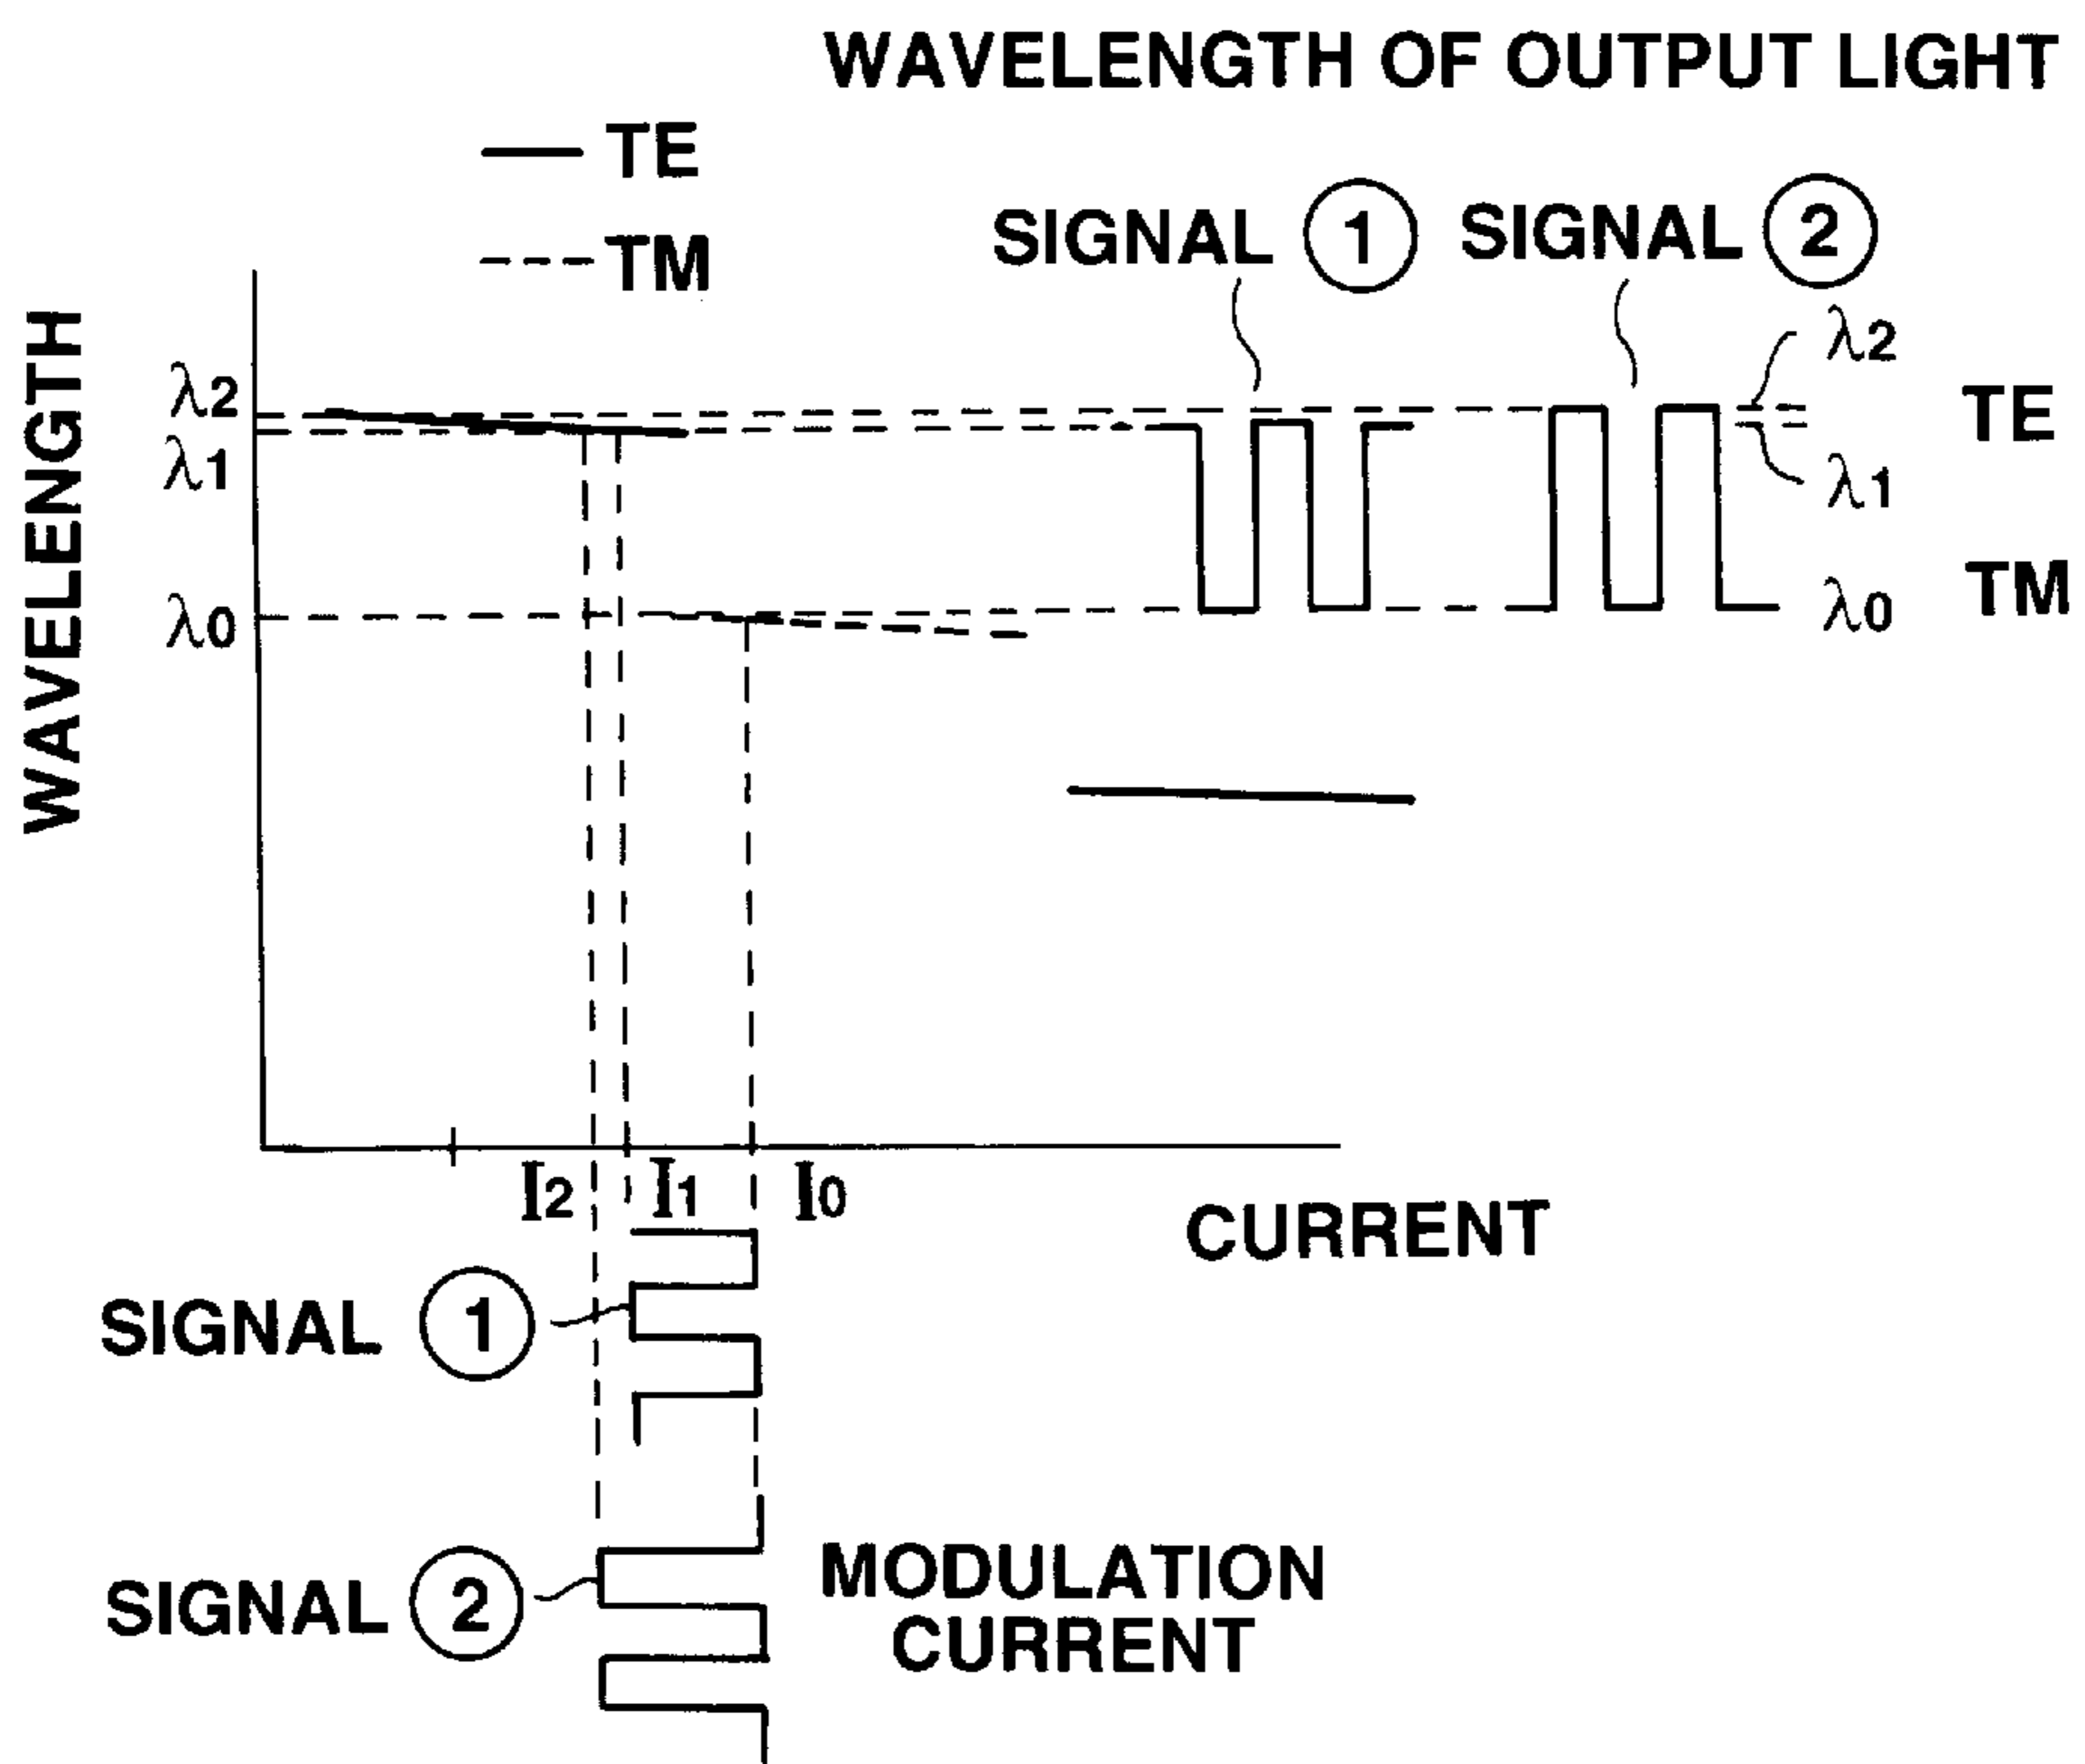 WAVELENGTH OF OUTPUT LIGHT
TE
TM
SIGNAL 1
SIGNAL 2
WAVELENGTH
λ2
λ1
λ0
λ2
TE
λ1
TM
λ0
I2
I1
I0
CURRENT
SIGNAL 1
SIGNAL 2
MODULATION
CURRENT